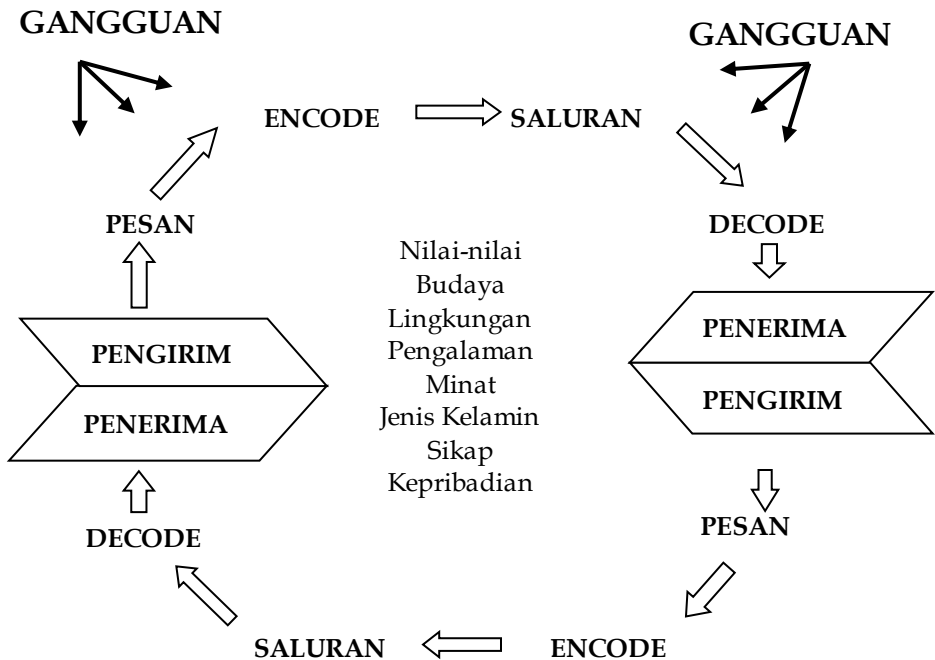 GANGGUAN
GANGGUAN
ENCODE
SALURAN
PESAN
DECODE
Nilai-nilai
Budaya
Lingkungan
Pengalaman
Minat
Jenis Kelamin
Sikap
Kepribadian
PENGIRIM
PENERIMA
PENERIMA
PENGIRIM
DECODE
PESAN
SALURAN
ENCODE